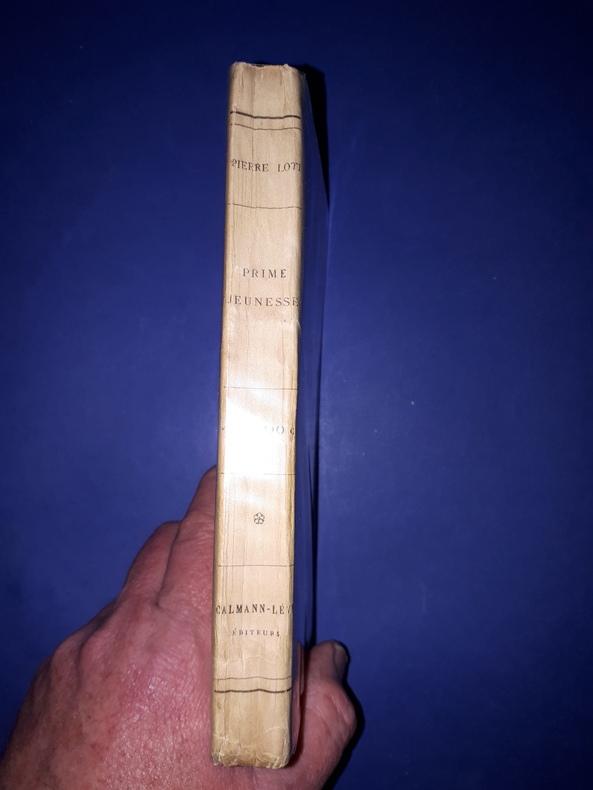 PIERRE LOTI
PRIME
JEUNESSE
CALMANN-LÉVY
ÉDITEURS